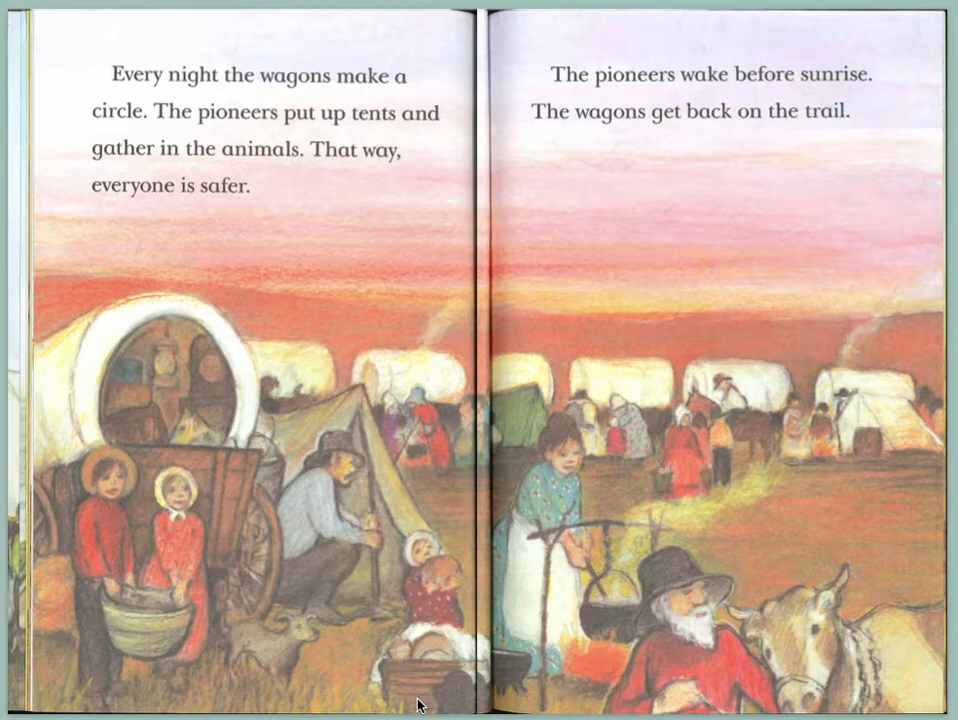 Every night the wagons make a
circle. The pioneers put up tents and
gather in the animals. That way,
everyone is safer.
The pioneers wake before sunrise.
The wagons get back on the trail.